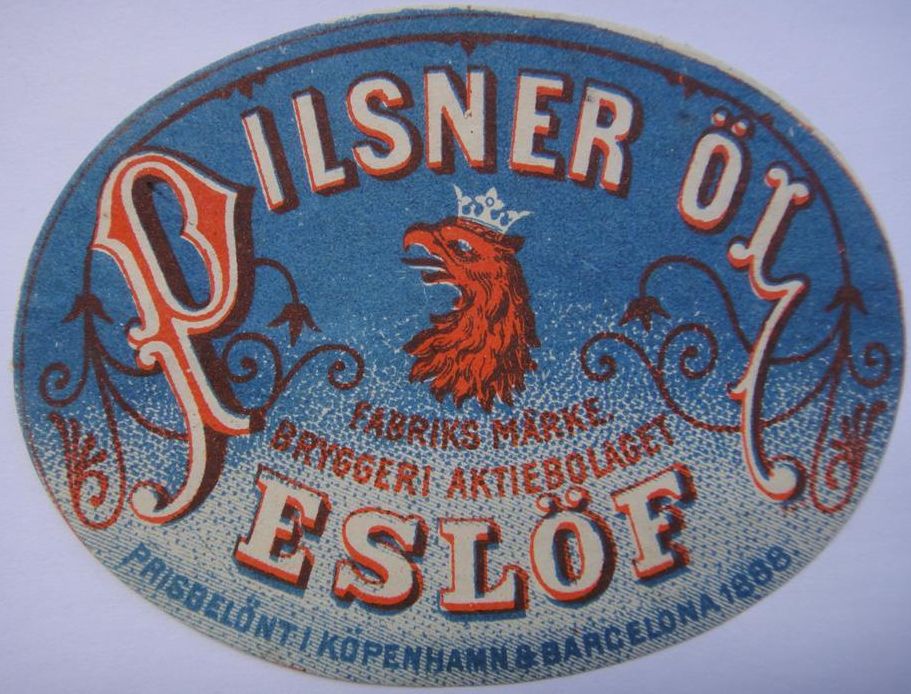 PILSNER ÖL
FABRIKS MÄRKE.
BRYGGERI AKTIEBOLAGET
ESLÖF
PRISBELÖNT I KÖPENHAMN & BARCELONA 1888